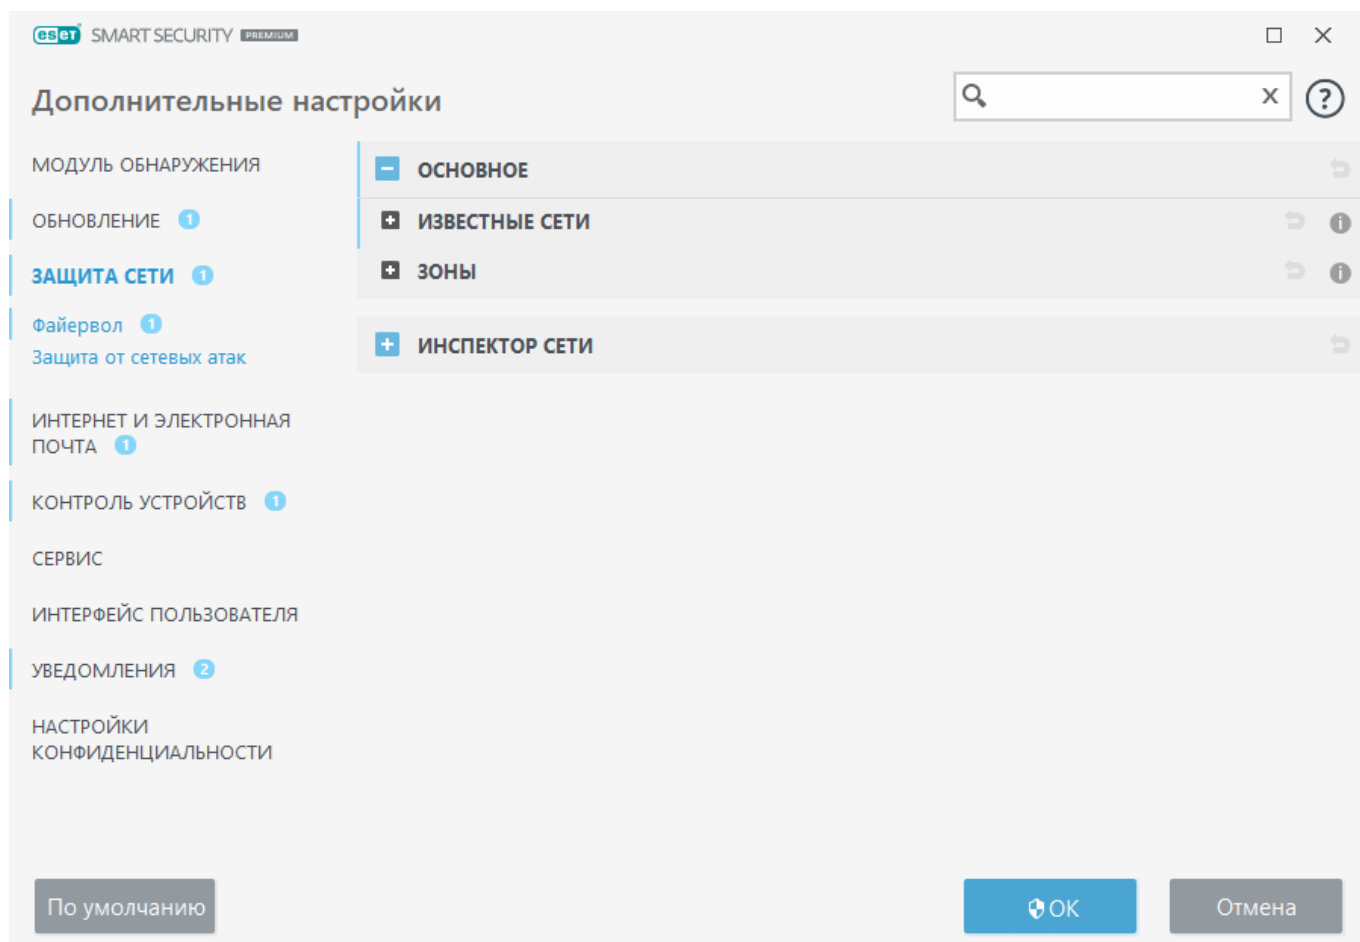 eset SMART SECURITY PREMIUM
Дополнительные настройки
x ?
МОДУЛЬ ОБНАРУЖЕНИЯ
ОБНОВЛЕНИЕ 1
ЗАЩИТА СЕТИ 1
Файервол 1
Защита от сетевых атак
ИНТЕРНЕТ И ЭЛЕКТРОННАЯ
ПОЧТА 1
КОНТРОЛЬ УСТРОЙСТВ 1
СЕРВИС
ИНТЕРФЕЙС ПОЛЬЗОВАТЕЛЯ
УВЕДОМЛЕНИЯ 2
НАСТРОЙКИ
КОНФИДЕНЦИАЛЬНОСТИ
ОСНОВНОЕ
ИЗВЕСТНЫЕ СЕТИ
ЗОНЫ
ИНСПЕКТОР СЕТИ
По умолчанию
OK
Отмена